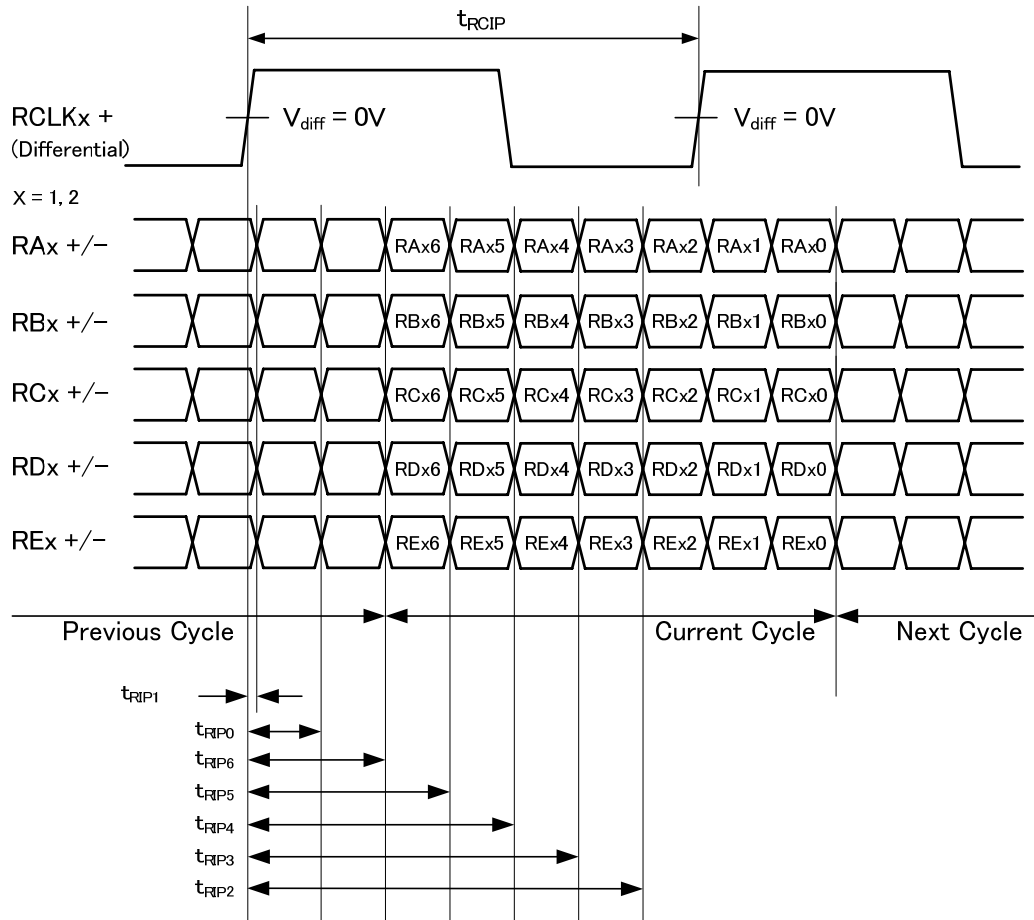 tRCIP
RCLKx +
(Differential)
Vdiff = 0V
Vdiff = 0V
X = 1, 2
RAx +/− RAx6 RAx5 RAx4 RAx3 RAx2 RAx1 RAx0
RBx +/− RBx6 RBx5 RBx4 RBx3 RBx2 RBx1 RBx0
RCx +/− RCx6 RCx5 RCx4 RCx3 RCx2 RCx1 RCx0
RDx +/− RDx6 RDx5 RDx4 RDx3 RDx2 RDx1 RDx0
REx +/− REx6 REx5 REx4 REx3 REx2 REx1 REx0
Previous Cycle Current Cycle Next Cycle
tRIP1
tRIP0
tRIP6
tRIP5
tRIP4
tRIP3
tRIP2